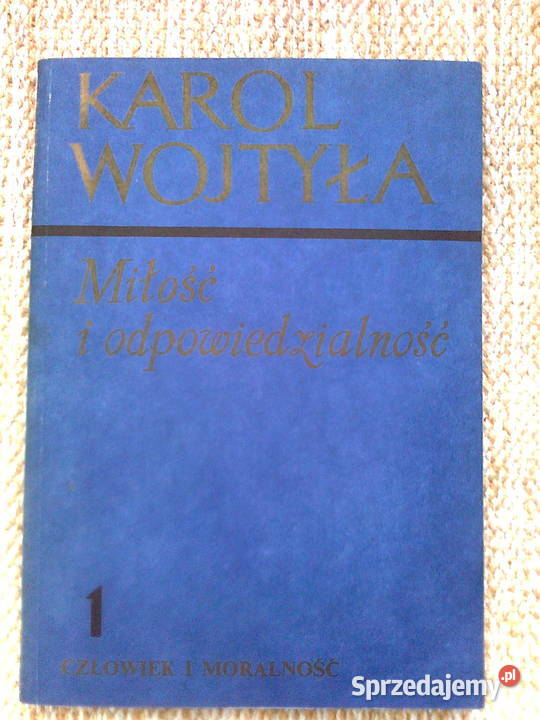 KAROL
WOJTYŁA
Miłość
i odpowiedzialność
1
CZŁOWIEK I MORALNOŚĆ
Sprzedajemy.pl